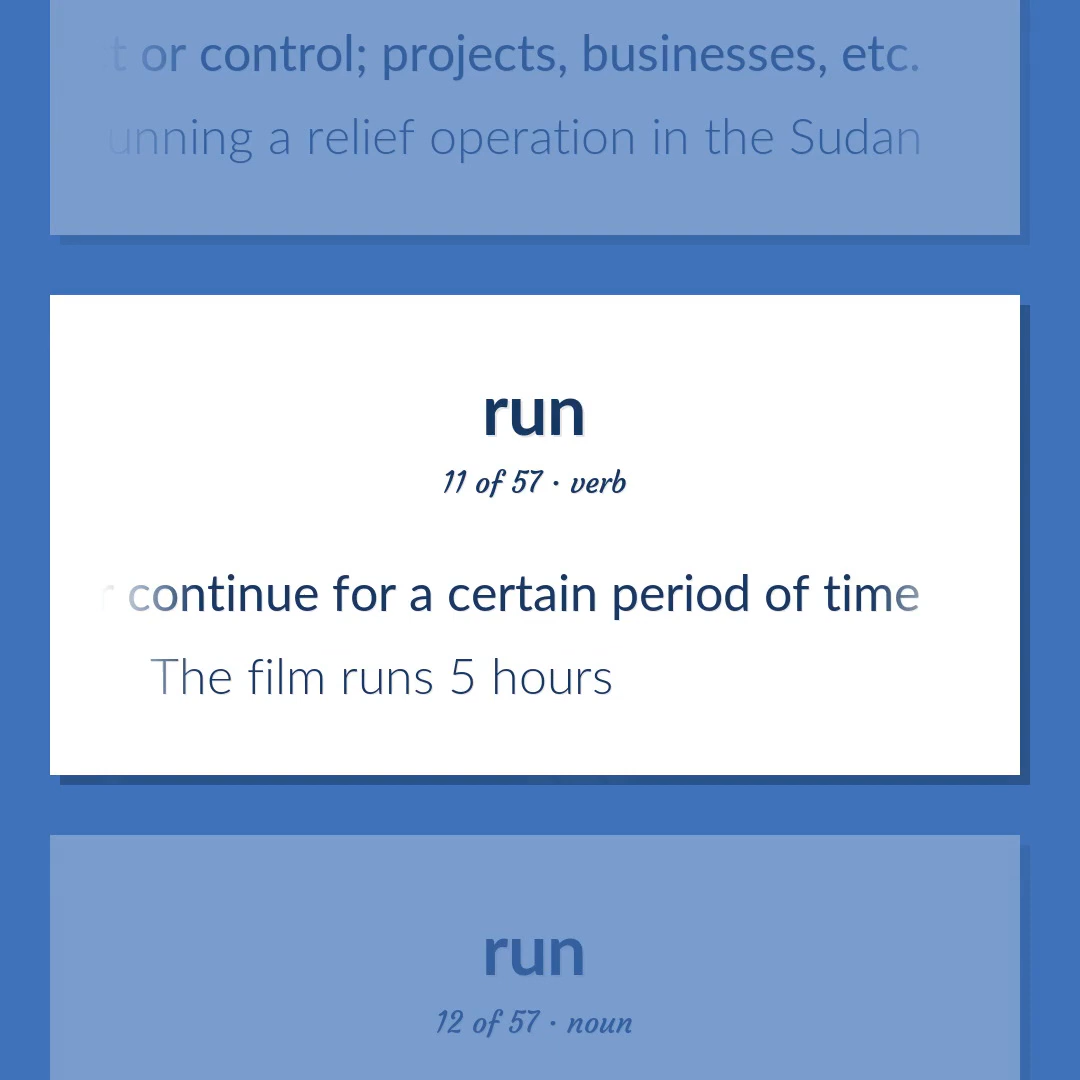 or control; projects, businesses, etc.
unning a relief operation in the Sudan
run
11 of 57 · verb
continue for a certain period of time
The film runs 5 hours
run
12 of 57 · noun